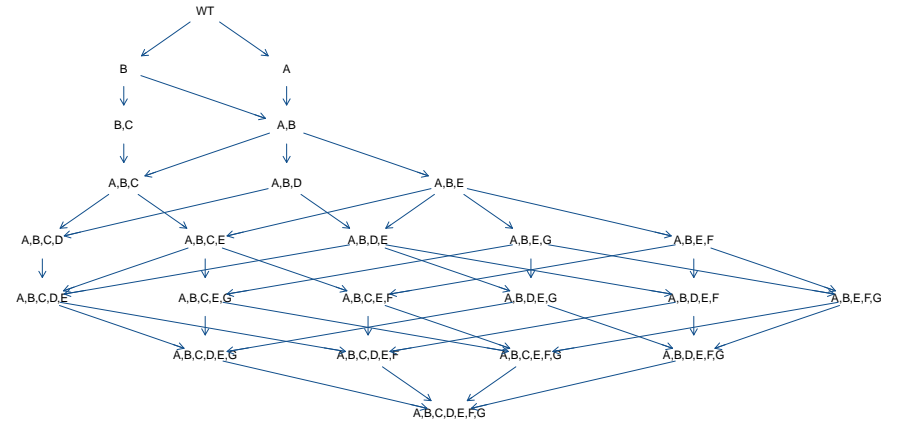 WT
B
A
B,C
A,B
A,B,C
A,B,D
A,B,E
A,B,C,D
A,B,C,E
A,B,D,E
A,B,E,G
A,B,E,F
A,B,C,D,E
A,B,C,E,G
A,B,C,E,F
A,B,D,E,G
A,B,D,E,F
A,B,E,F,G
A,B,C,D,E,G
A,B,C,D,E,F
A,B,C,E,F,G
A,B,D,E,F,G
A,B,C,D,E,F,G